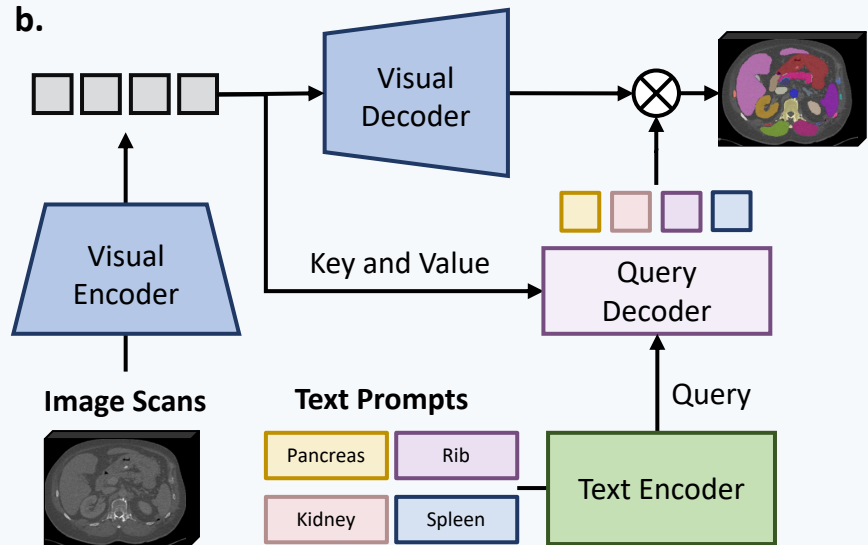 b.
Visual
Decoder
Visual
Encoder
Key and Value
Query
Decoder
Image Scans
Text Prompts
Query
Pancreas
Rib
Kidney
Spleen
Text Encoder